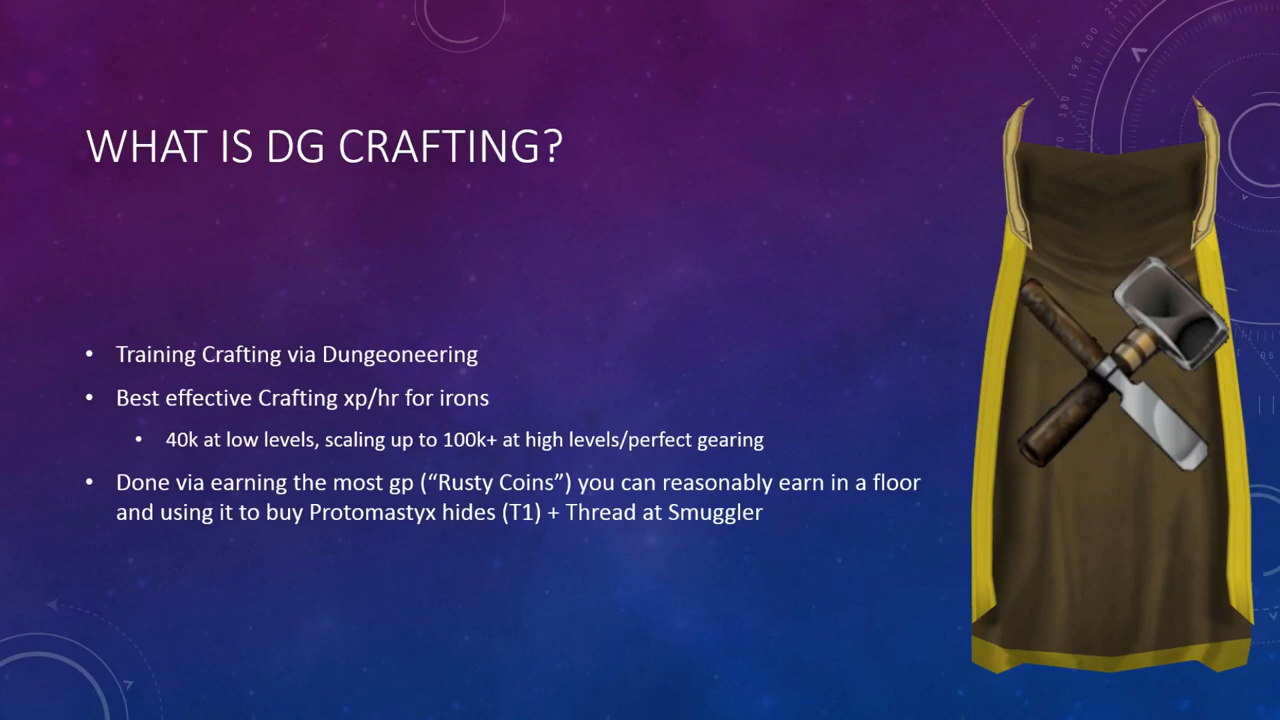 WHAT IS DG CRAFTING?
• Training Crafting via Dungeoneering
• Best effective Crafting xp/hr for irons
• 40k at low levels, scaling up to 100k+ at high levels/perfect gearing
• Done via earning the most gp (“Rusty Coins”) you can reasonably earn in a floor
and using it to buy Protomastyx hides (T1) + Thread at Smuggler